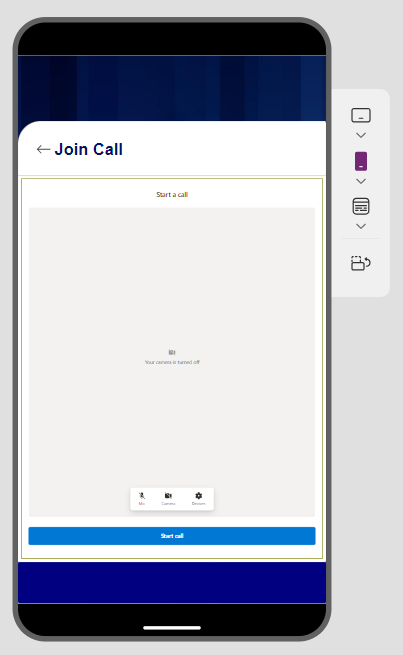 Join Call
Start a call
Your camera is turned off
Mic Camera Devices
Start call